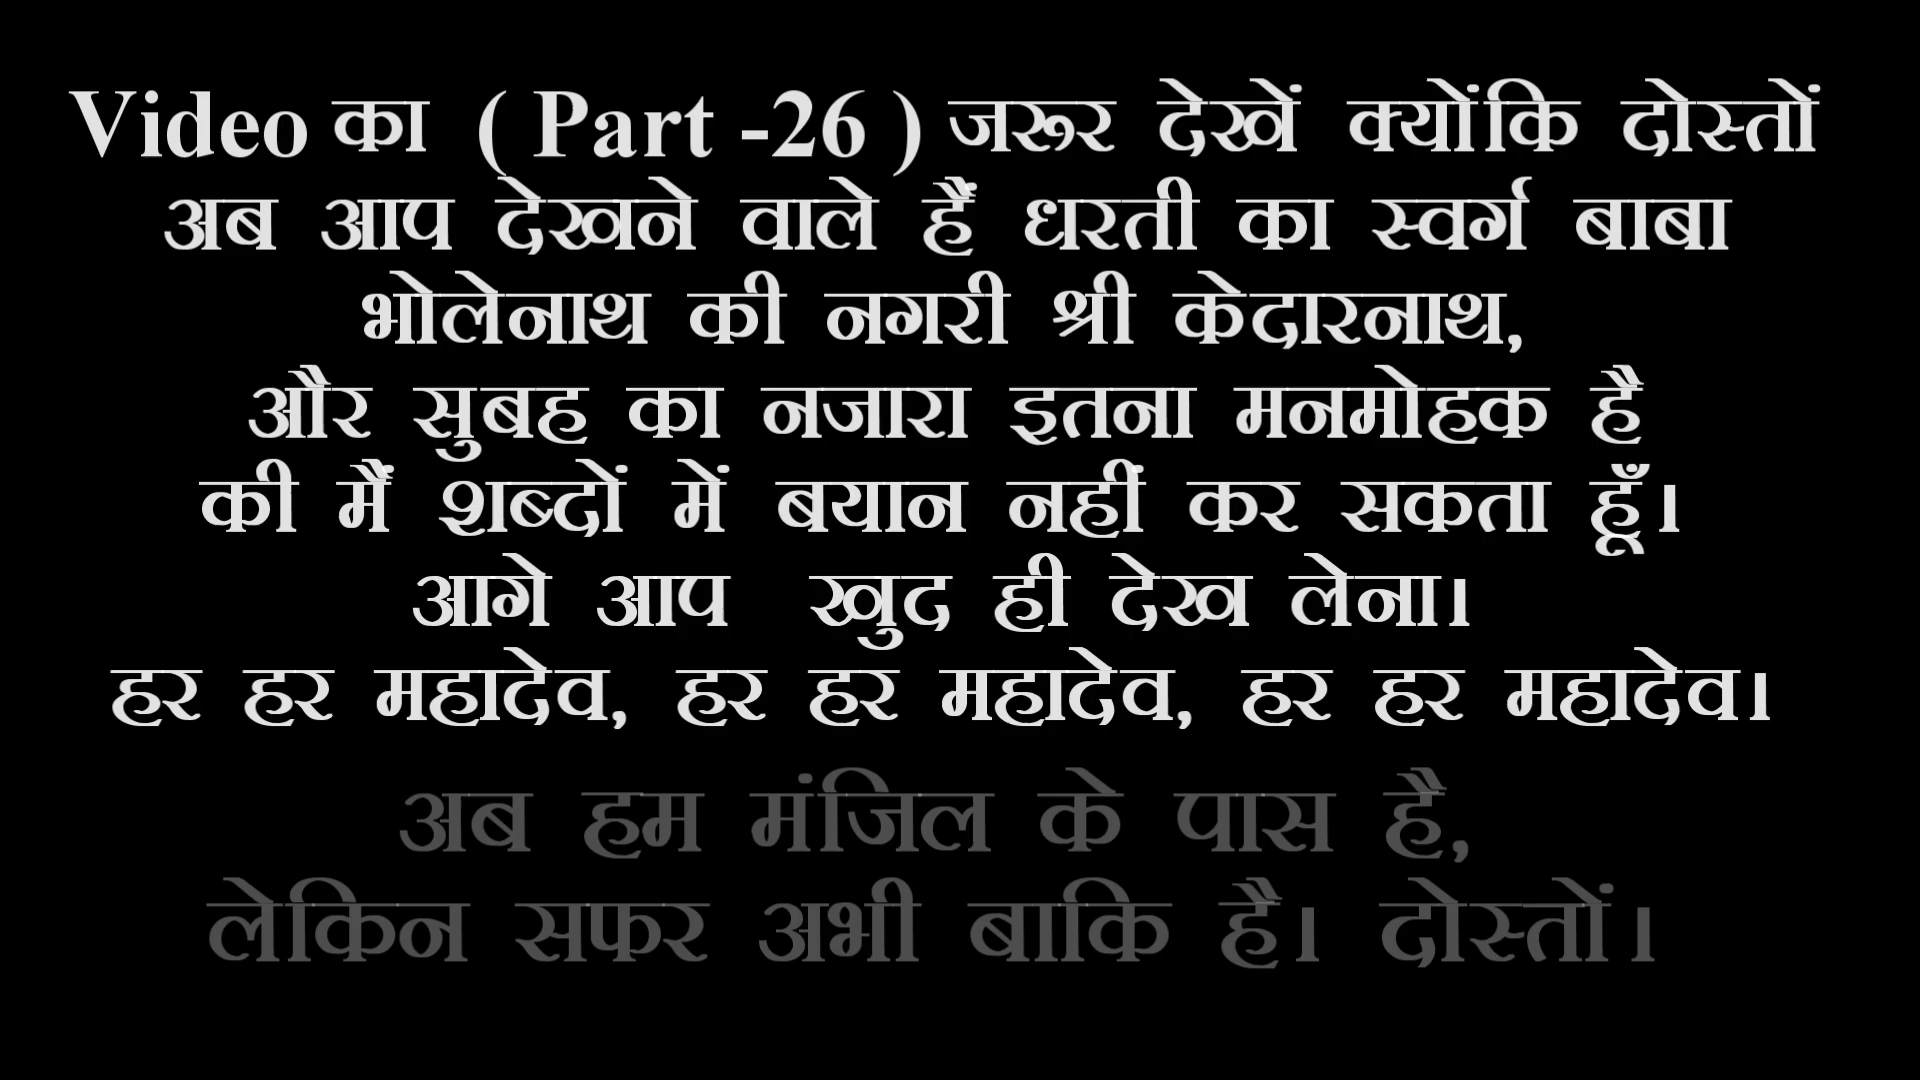 Video का ( Part -26 ) जरूर देखें क्योंकि दोस्तों
अब आप देखने वाले हैं धरती का स्वर्ग बाबा
भोलेनाथ की नगरी श्री केदारनाथ,
और सुबह का नजारा इतना मनमोहक है
की मैं शब्दों में बयान नहीं कर सकता हूँ।
आगे आप खुद ही देख लेना।
हर हर महादेव, हर हर महादेव, हर हर महादेव।
अब हम मंजिल के पास है,
लेकिन सफर अभी बाकि है। दोस्तों।